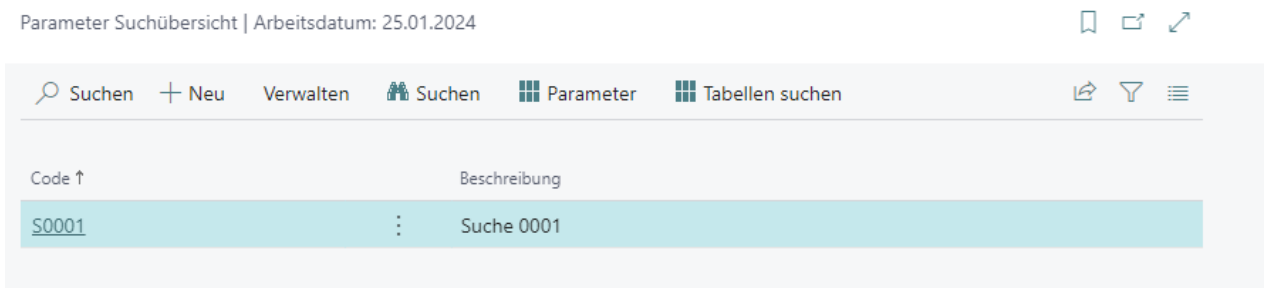 Parameter Suchübersicht | Arbeitsdatum: 25.01.2024
Suchen Neu Verwalten Suchen Parameter Tabellen suchen
Code ↑ Beschreibung
S0001 Suche 0001